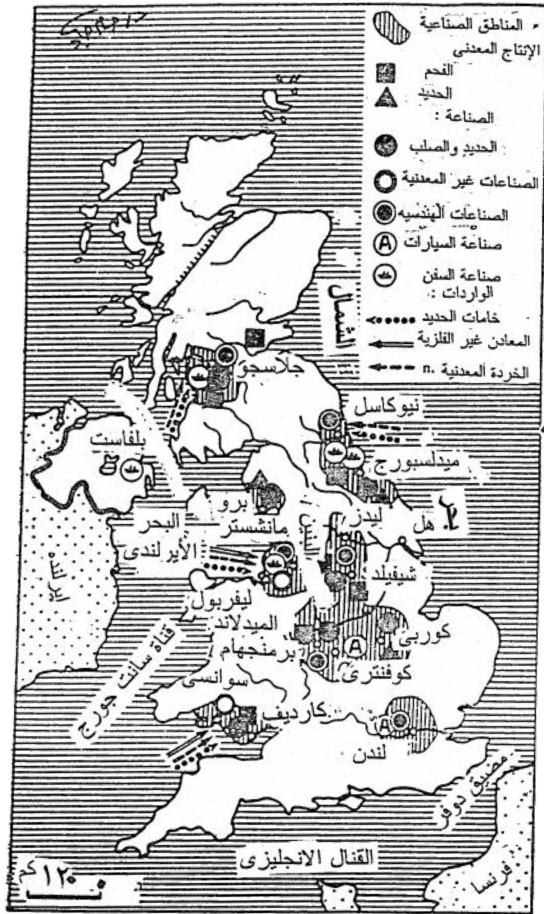 المناطق الصناعية
الإنتاج المعدنى
الفحم
الحديد
الصناعة :
الحديد والصلب
الصناعات غير المعدنية
الصناعات الهندسيه
صناعة السيارات
A
صناعة السفن
الواردات :
خامات الحديد
المعادن غير الفلزية
الخردة المعدنية .n
الشمال
جلاسجو
نيوكاسل
بلفاست
ميدلسبورج
برو
ليدز
هل
مانشستر
البحر
الأيرلندى
شيفيلد
ليفربول
الميدلاند
كوربى
برمنجهام
A
كوفنترى
سوانسى
قناة سانت جورج
كارديف
A
لندن
مضيق دوفر
القنال الانجليزى
فرنسا
١٢٠ كم